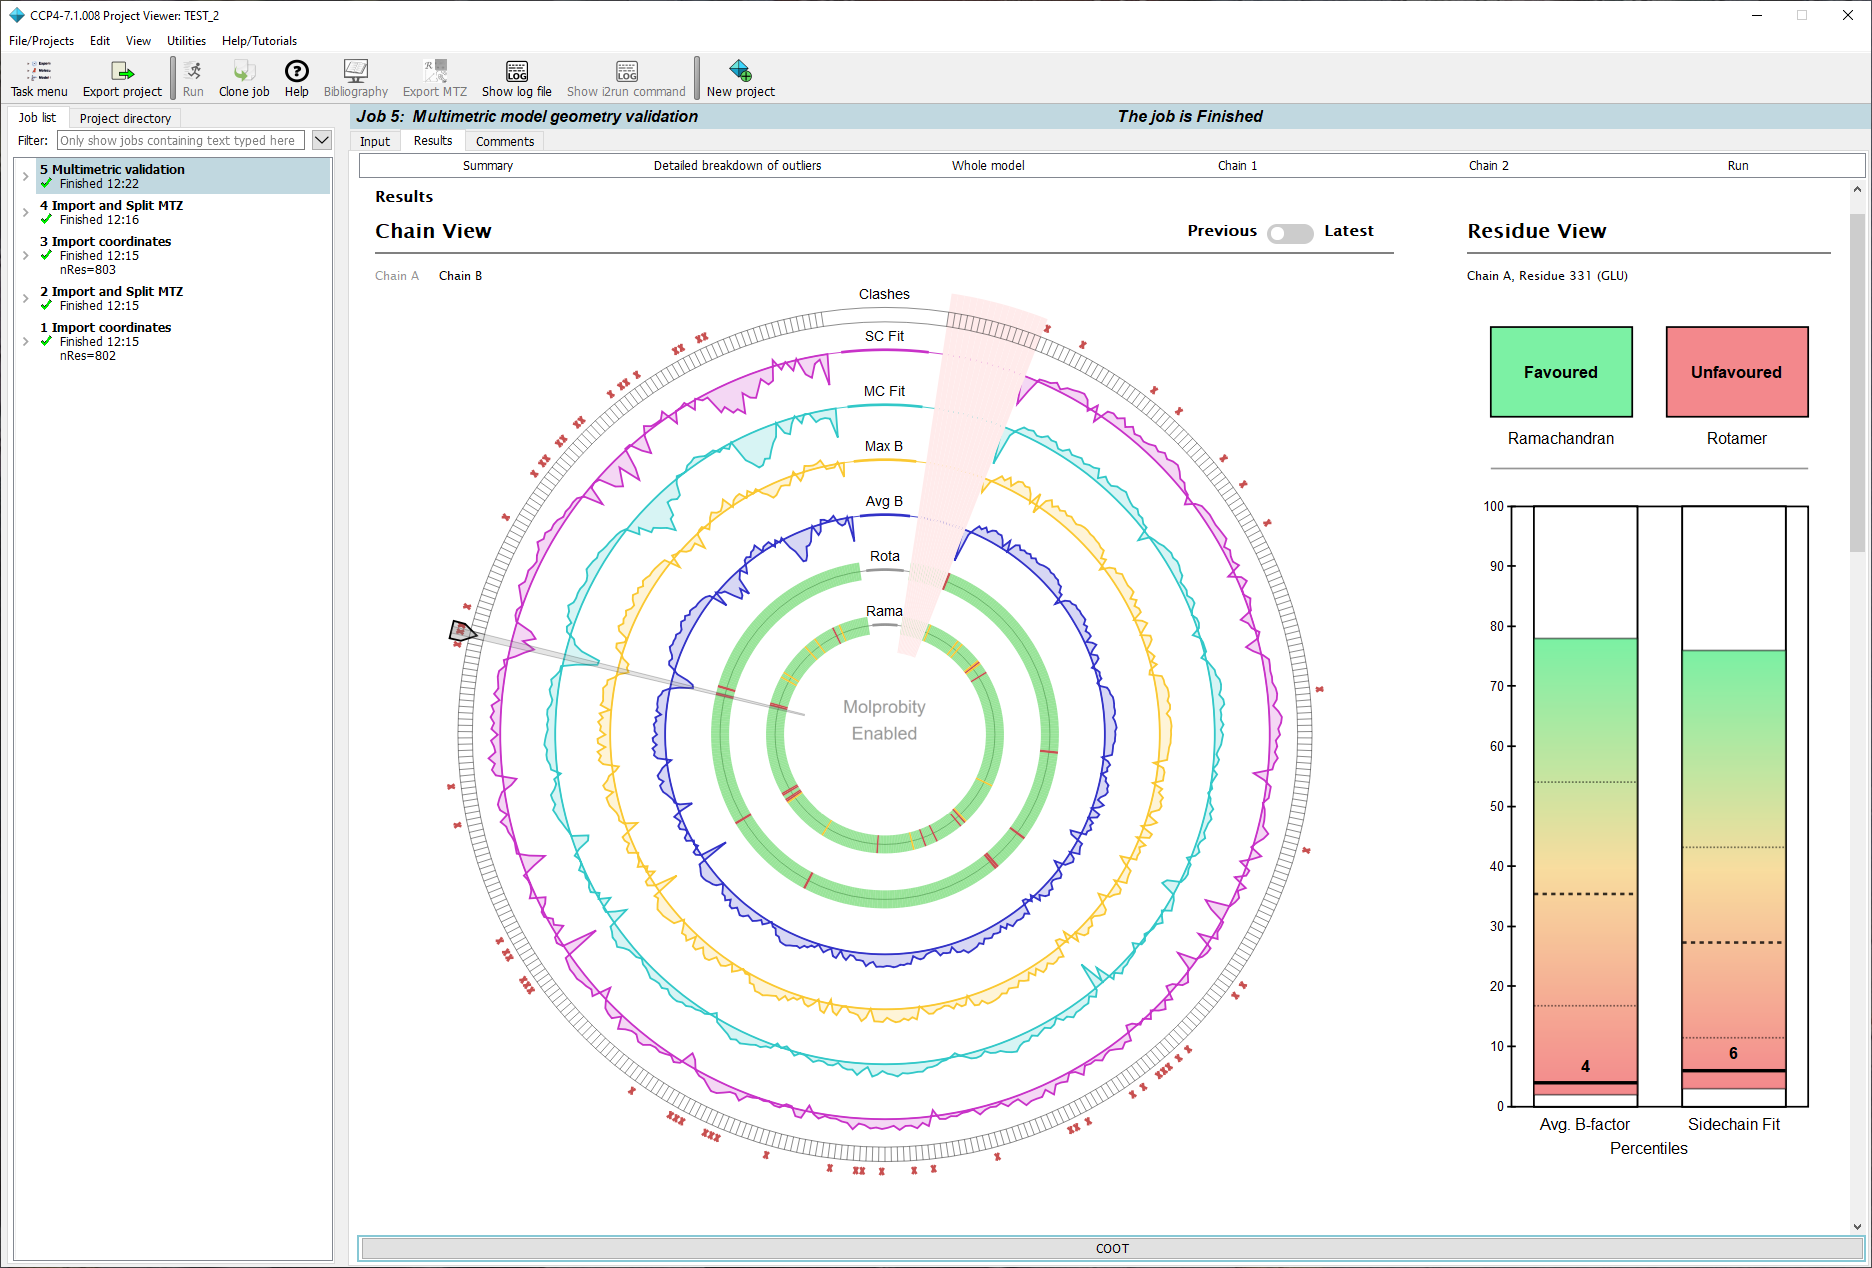 CCP4-7.1.008 Project Viewer: TEST_2
File/Projects Edit View Utilities Help/Tutorials
Task menu Export project Run Clone job Help Bibliography Export MTZ Show log file Show i2run command New project
Job list Project directory
Filter: Only show jobs containing text typed here
5 Multimetric validation
Finished 12:22
4 Import and Split MTZ
Finished 12:16
3 Import coordinates
Finished 12:15
nRes=803
2 Import and Split MTZ
Finished 12:15
1 Import coordinates
Finished 12:15
nRes=802
Job 5: Multimetric model geometry validation The job is Finished
Input Results Comments
Summary Detailed breakdown of outliers Whole model Chain 1 Chain 2 Run
Results
Chain View Previous Latest
Chain A Chain B
Clashes
SC Fit
MC Fit
Max B
Avg B
Rota
Rama
Molprobity
Enabled
Residue View
Chain A, Residue 331 (GLU)
Favoured Unfavoured
Ramachandran Rotamer
100
90
80
70
60
50
40
30
20
10
0
4 6
Avg. B-factor Sidechain Fit
Percentiles
COOT